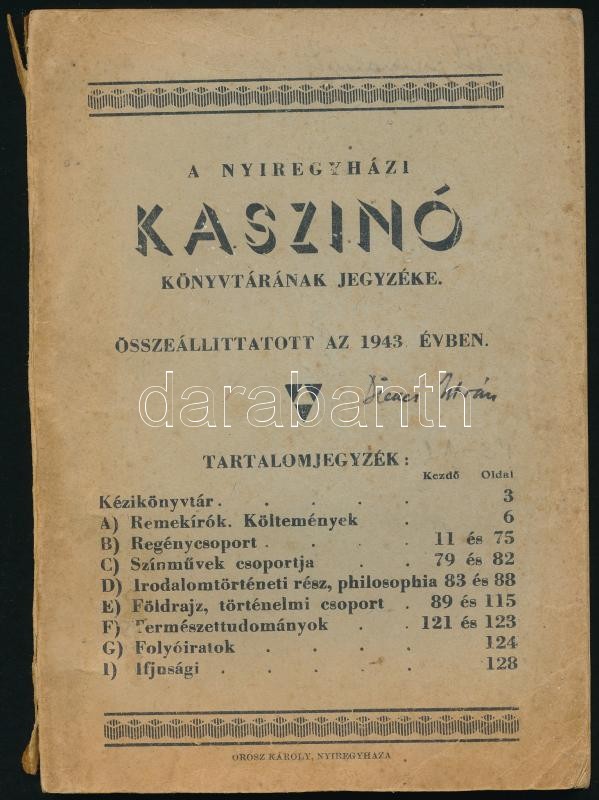 A NYIREGYHÁZI
KASZINÓ
KÖNYVTÁRÁNAK JEGYZÉKE.
ÖSSZEÁLLITTATOTT AZ 1943 ÉVBEN.
darabanth
István
TARTALOMJEGYZÉK:
Kezdő Oldal
Kézikönyvtár . . . . . 3
A) Remekírók. Költemények . 6
B) Regénycsoport . . . . 11 és 75
C) Színművek csoportja . . 79 és 82
D) Irodalomtörténeti rész, philosophia 83 és 88
E) Földrajz, történelmi csoport . 89 és 115
F) Természettudományok . . 121 és 123
G) Folyóiratok . . . . 124
I) Ifjusági . . . . . 128
OROSZ KÁROLY, NYIREGYHAZA